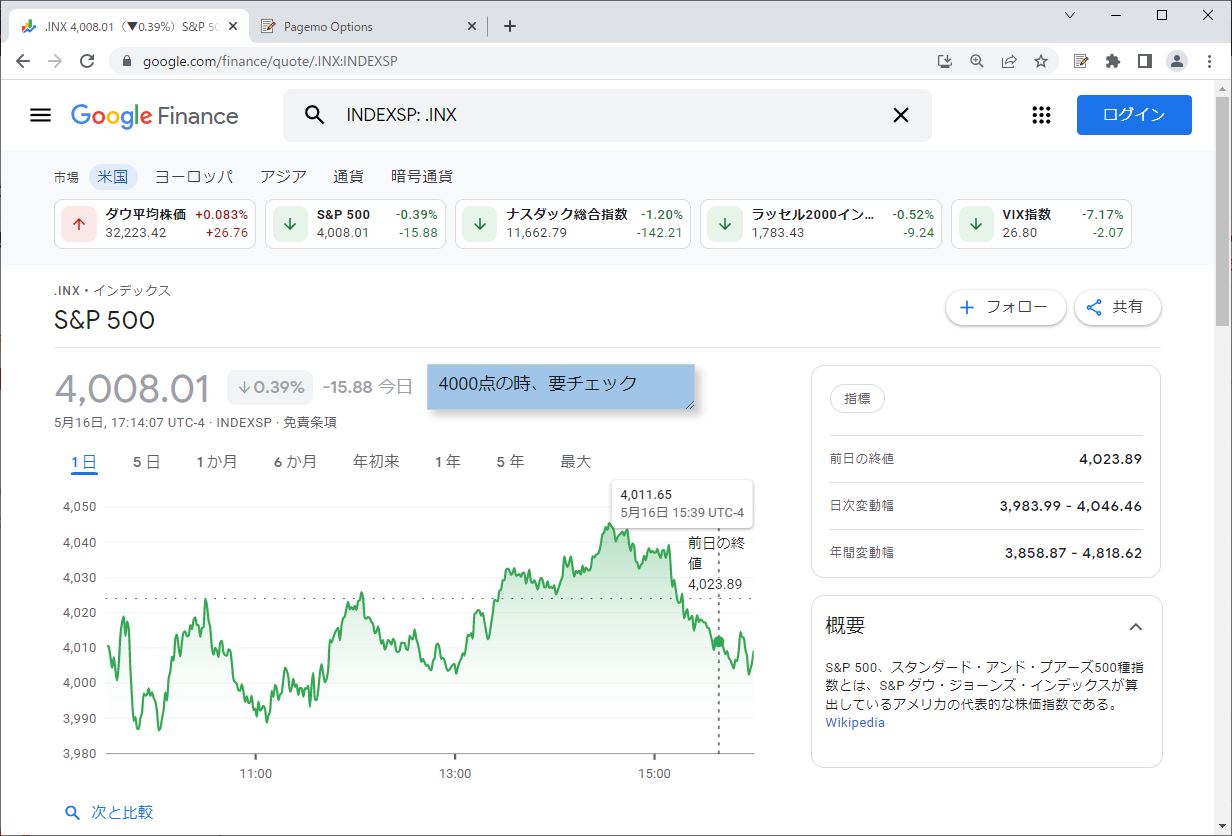 .INX 4,008.01 (▼0.39%) S&P 50
Pagemo Options
google.com/finance/quote/.INX:INDEXSP
Google Finance
INDEXSP: .INX
ログイン
市場 米国 ヨーロッパ アジア 通貨 暗号通貨
ダウ平均株価 +0.083%
32,223.42 +26.76
S&P 500 -0.39%
4,008.01 -15.88
ナスダック総合指数 -1.20%
11,662.79 -142.21
ラッセル2000イン... -0.52%
1,783.43 -9.24
VIX指数 -7.17%
26.80 -2.07
.INX・インデックス
S&P 500
フォロー
共有
4,008.01 ↓0.39% -15.88 今日
4000点の時、要チェック
5月16日, 17:14:07 UTC-4 · INDEXSP · 免責条項
1日 5日 1か月 6か月 年初来 1年 5年 最大
4,011.65
5月16日 15:39 UTC-4
前日の終
値
4,023.89
4,050
4,040
4,030
4,020
4,010
4,000
3,990
3,980
11:00 13:00 15:00
次と比較
指標
前日の終値 4,023.89
日次変動幅 3,983.99 - 4,046.46
年間変動幅 3,858.87 - 4,818.62
概要
S&P 500、スタンダード・アンド・プアーズ500種指
数とは、S&P ダウ・ジョーンズ・インデックスが算
出しているアメリカの代表的な株価指数である。
Wikipedia